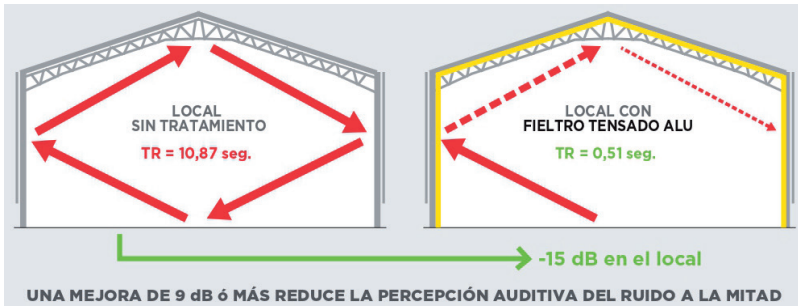 LOCAL
SIN TRATAMIENTO
TR = 10,87 seg.
LOCAL CON
FIELTRO TENSADO ALU
TR = 0,51 seg.
-15 dB en el local
UNA MEJORA DE 9 dB ó MÁS REDUCE LA PERCEPCIÓN AUDITIVA DEL RUIDO A LA MITAD